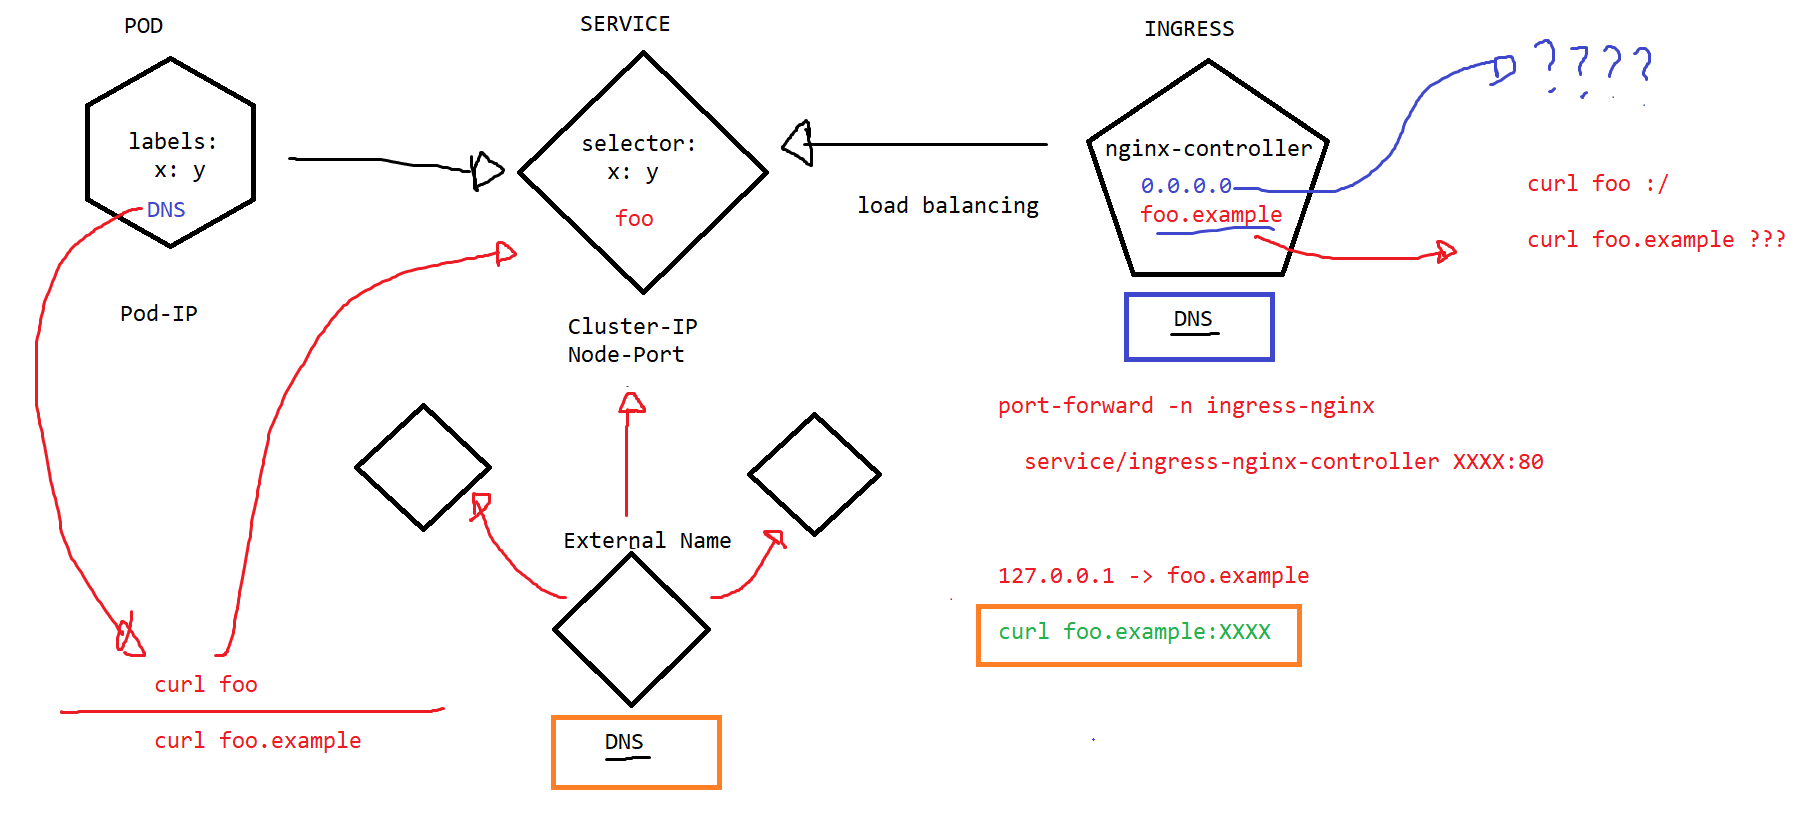 POD
labels:
x: y
DNS
Pod-IP
SERVICE
selector:
x: y
foo
Cluster-IP
Node-Port
load balancing
INGRESS
nginx-controller
0.0.0.0
foo.example
DNS
????
curl foo :/
curl foo.example ???
port-forward -n ingress-nginx
service/ingress-nginx-controller XXXX:80
127.0.0.1 -> foo.example
curl foo.example:XXXX
External Name
DNS
curl foo
curl foo.example